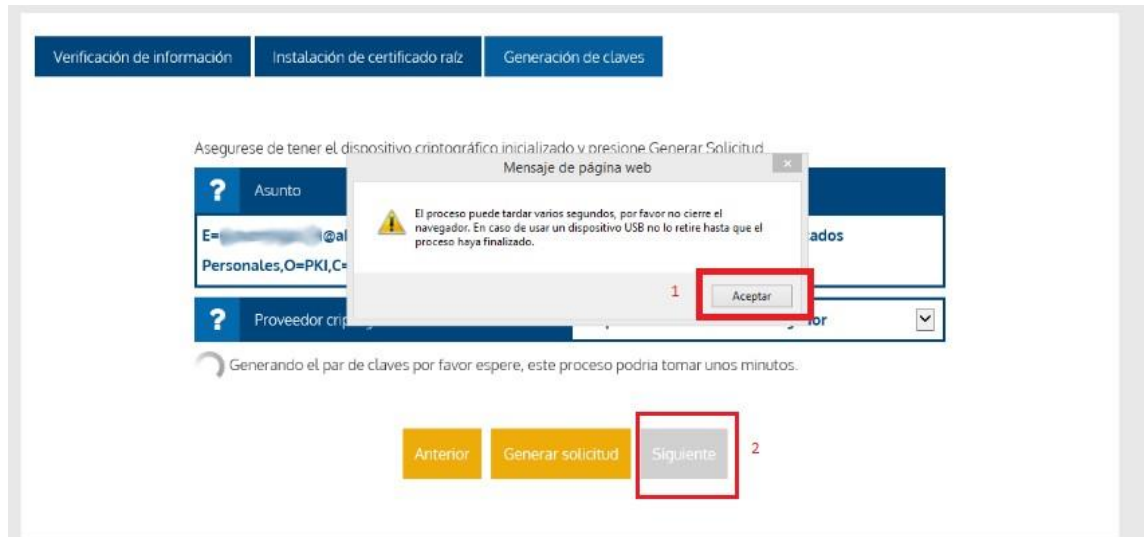 Verificación de información
Instalación de certificado raíz
Generación de claves
Asegurese de tener el dispositivo criptográfico inicializado y presione Generar Solicitud
Mensaje de página web
x
? Asunto
El proceso puede tardar varios segundos, por favor no cierre el
navegador. En caso de usar un dispositivo USB no lo retire hasta que el
proceso haya finalizado.
E= @al ados
Personales,O=PKI,C=
1 Aceptar
? Proveedor crip
Generando el par de claves por favor espere, este proceso podria tomar unos minutos.
Anterior
Generar solicitud
Siguiente
2